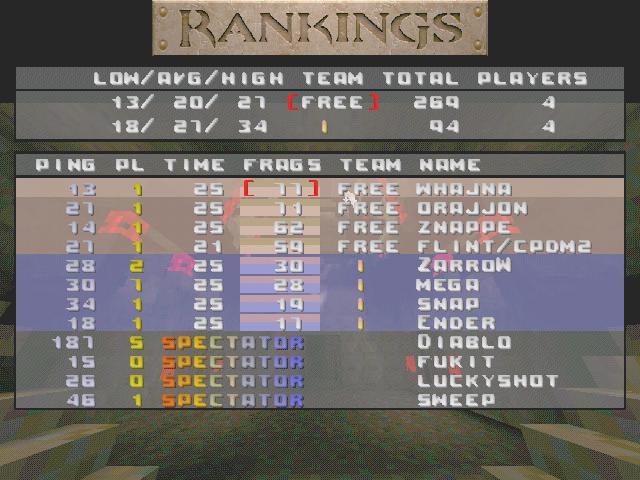 RANKINGS
LOW/AVG/HIGH TEAM TOTAL PLAYERS
13/ 20/ 27 [FREE] 269 4
18/ 27/ 34 1 94 4
PING PL TIME FRAGS TEAM NAME
13 1 25 [ 77] FREE WHAJNA
27 1 25 71 FREE ORAJJON
14 1 25 62 FREE ZNAPPE
27 1 21 59 FREE FLINT/CPDM2
28 2 25 30 1 ZARROW
30 7 25 28 1 MEGA
34 1 25 19 1 SNAP
18 1 25 17 1 ENDER
187 5 SPECTATOR DIABLO
15 0 SPECTATOR FUKIT
26 0 SPECTATOR LUCKYSHOT
46 1 SPECTATOR SWEEP